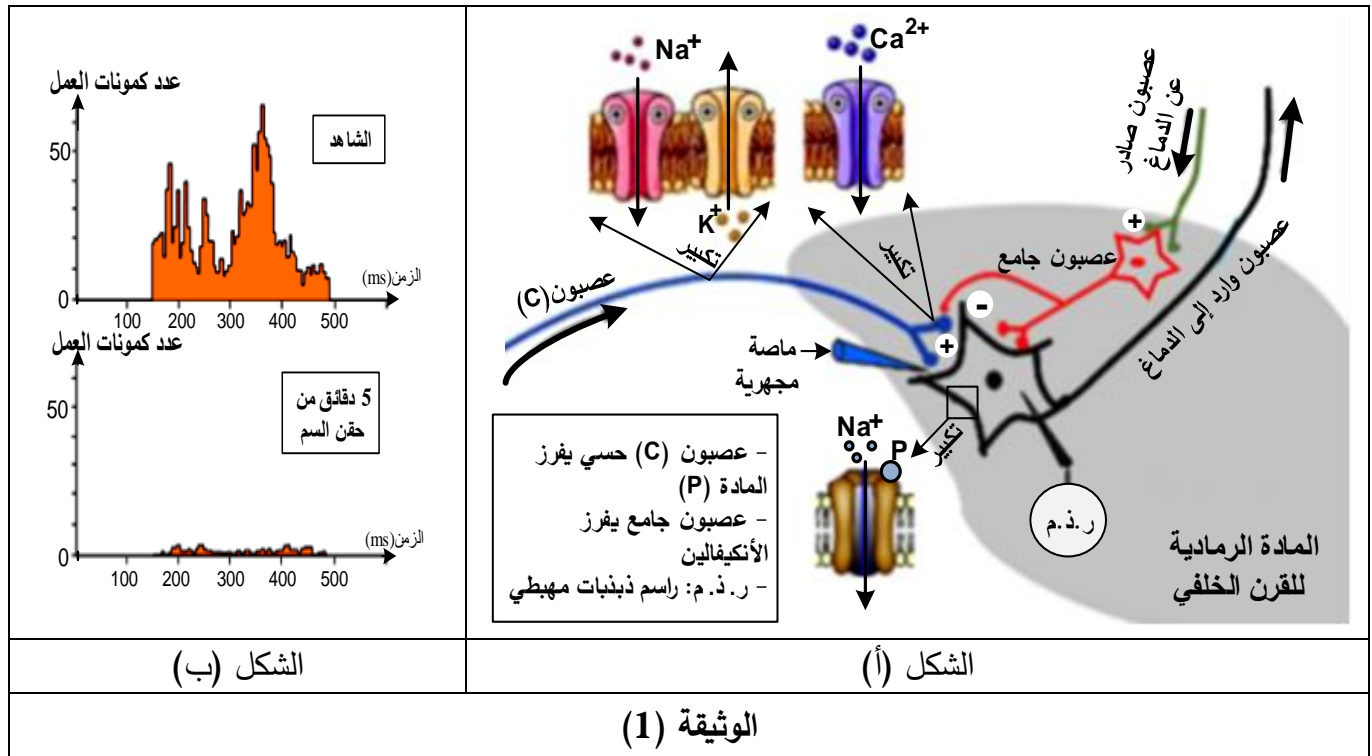 عدد كمونات العمل
الشاهد
50
0
100 200 300 400 500
الزمن(ms)
عدد كمونات العمل
5 دقائق من
حقن السم
50
0
100 200 300 400 500
الزمن(ms)
Na⁺
Ca²⁺
K⁺
تكبير
تكبير
عصبون صادر
عن الدماغ
عصبون وارد إلى الدماغ
+
عصبون جامع
-
+
عصبون(C)
ماصة
مجهرية
Na⁺
P
تكبير
ر.ذ.م
المادة الرمادية
للقرن الخلفي
- عصبون (C) حسي يفرز
المادة (P)
- عصبون جامع يفرز
الأنكيفالين
- ر.ذ.م: راسم ذبذبات مهبطي
الشكل (أ)
الشكل (ب)
الوثيقة (1)